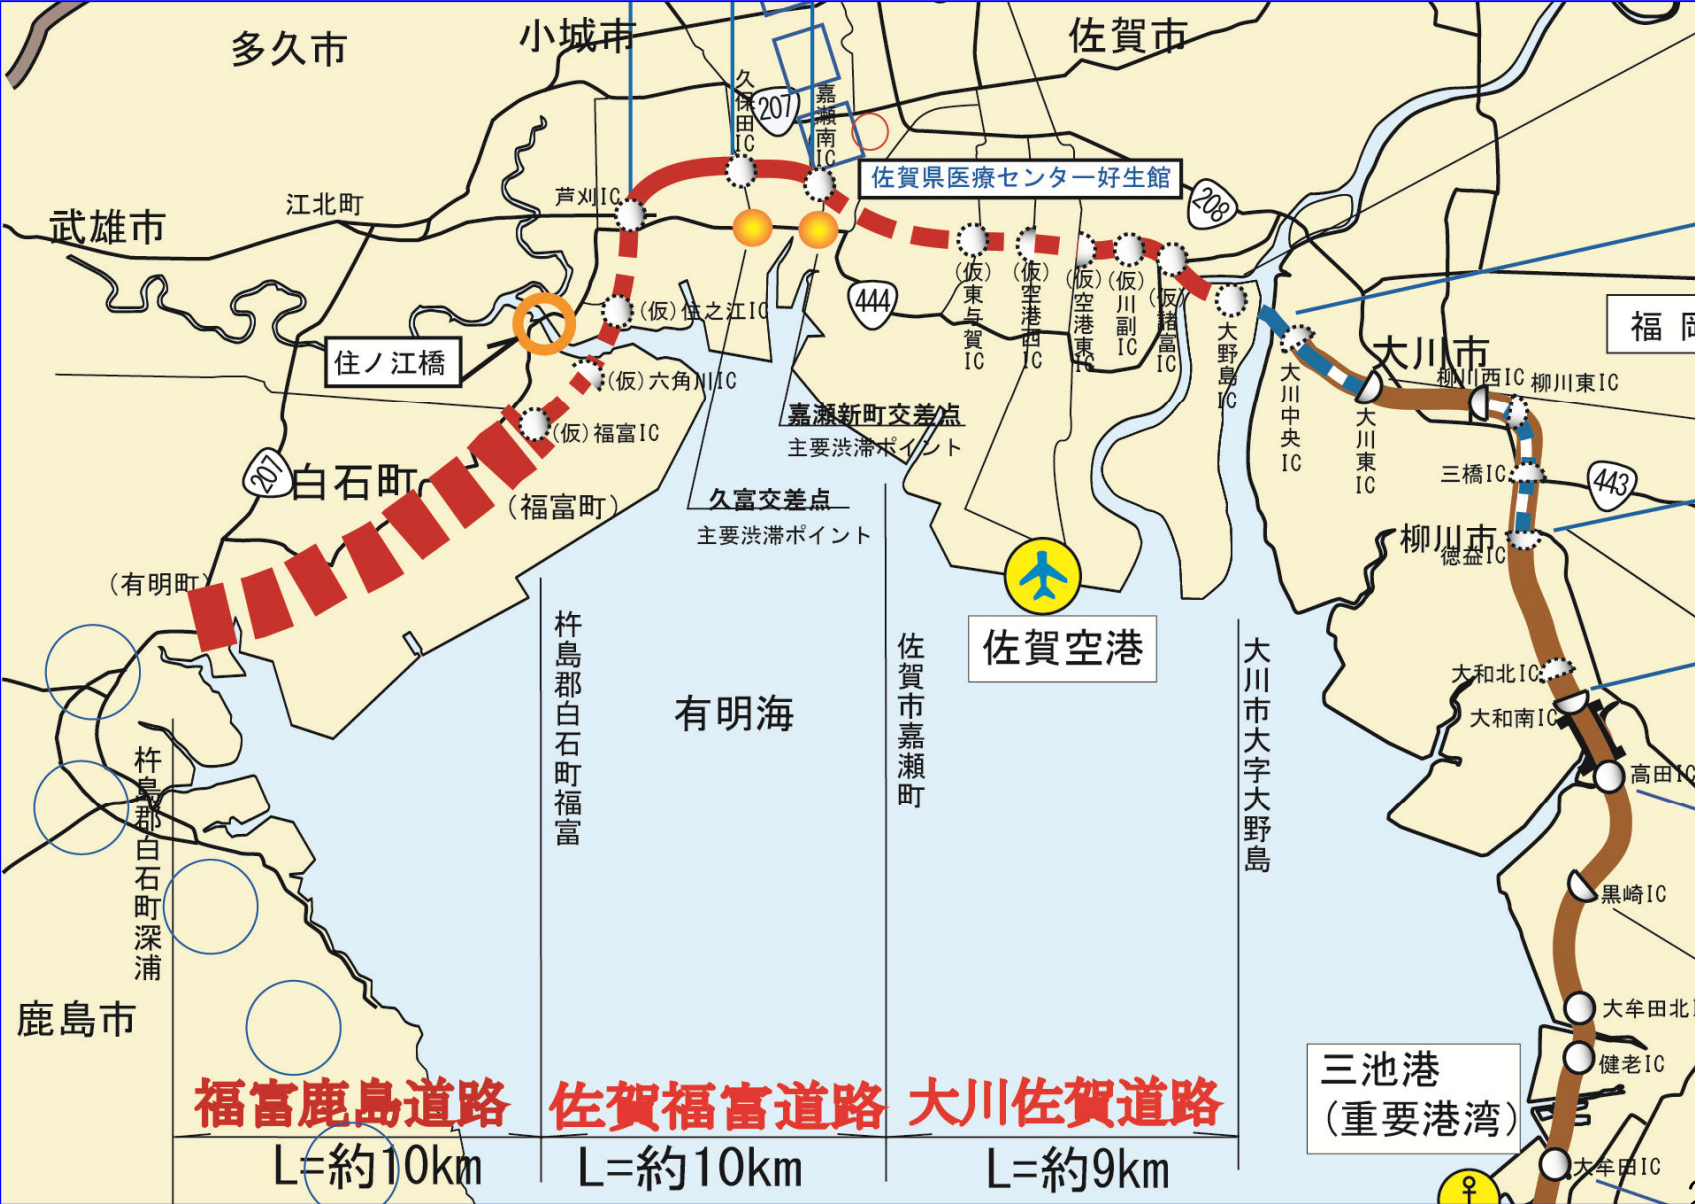 多久市
小城市
佐賀市
久保田IC
207
嘉瀬南IC
佐賀県医療センター好生館
208
芦刈IC
江北町
武雄市
444
(仮)東与賀IC
(仮)空港西IC
(仮)空港東IC
(仮)川副IC
(仮)諸富IC
大野島IC
(仮)住之江IC
住ノ江橋
(仮)六角川IC
(仮)福富IC
福岡
大川市
柳川西IC
柳川東IC
大川中央IC
大川東IC
三橋IC
443
嘉瀬新町交差点
主要渋滞ポイント
久富交差点
主要渋滞ポイント
207
白石町
(福富町)
(有明町)
柳川市
徳益IC
佐賀空港
杵島郡白石町福富
佐賀市嘉瀬町
大川市大字大野島
有明海
大和北IC
大和南IC
高田IC
杵島郡白石町深浦
黒崎IC
鹿島市
大牟田北I
健老IC
三池港
(重要港湾)
大牟田IC
福富鹿島道路
佐賀福富道路
大川佐賀道路
L=約10km
L=約10km
L=約9km